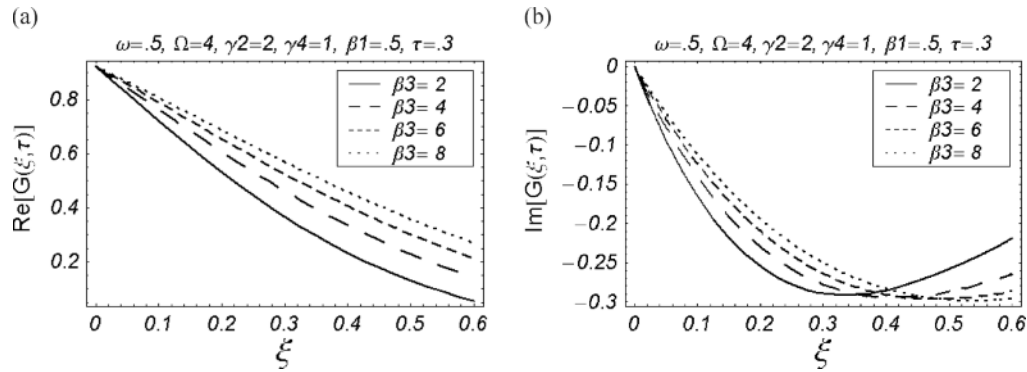 (a)
ω=.5, Ω=4, γ2=2, γ4=1, β1=.5, τ=.3
Re[G(ξ,τ)]
0.8
0.6
0.4
0.2
β3= 2
β3= 4
β3= 6
β3= 8
0 0.1 0.2 0.3 0.4 0.5 0.6
ξ
(b)
ω=.5, Ω=4, γ2=2, γ4=1, β1=.5, τ=.3
Im[G(ξ,τ)]
0
−0.05
−0.1
−0.15
−0.2
−0.25
−0.3
β3= 2
β3= 4
β3= 6
β3= 8
0 0.1 0.2 0.3 0.4 0.5 0.6
ξ